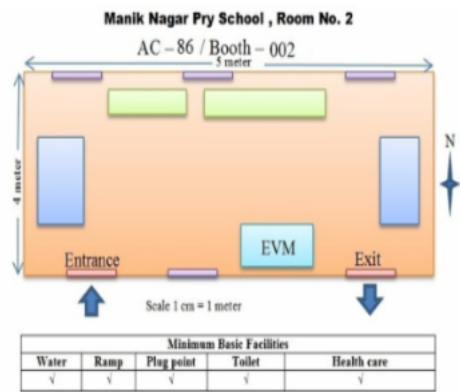 Manik Nagar Pry School , Room No. 2
AC – 86 / Booth – 002
5 meter
4 meter
N
EVM
Entrance
Exit
Scale 1 cm = 1 meter
Minimum Basic Facilities
Water Ramp Plug point Toilet Health care
√ √ √ √ √